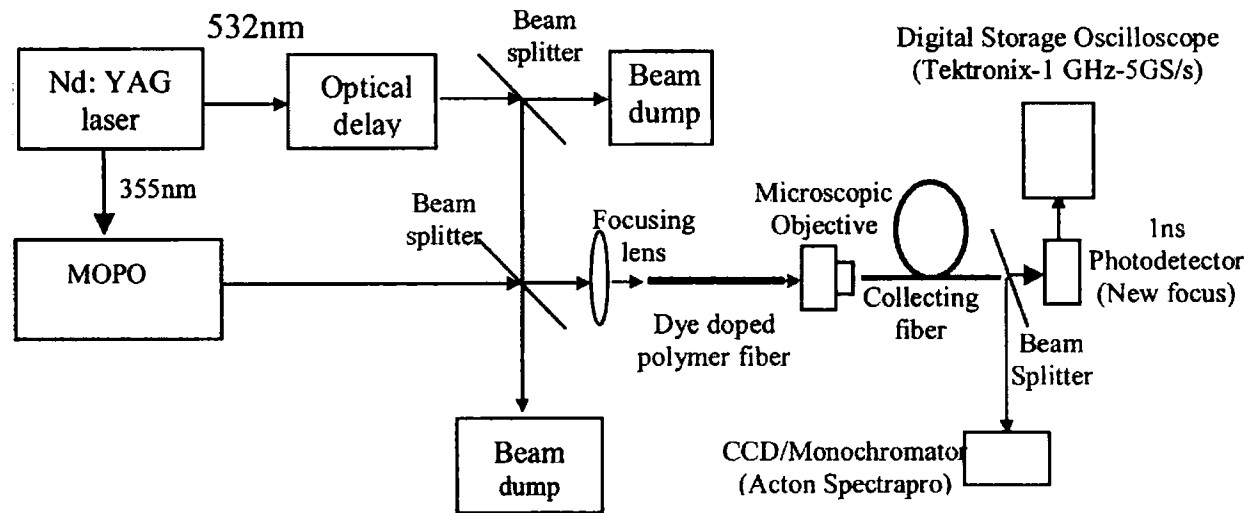 532nm
Beam
splitter
Digital Storage Oscilloscope
(Tektronix-1 GHz-5GS/s)
Nd: YAG
laser
Optical
delay
Beam
dump
355nm
Beam
splitter
Focusing
lens
Microscopic
Objective
1ns
Photodetector
(New focus)
MOPO
Collecting
fiber
Dye doped
polymer fiber
Beam
Splitter
Beam
dump
CCD/Monochromator
(Acton Spectrapro)